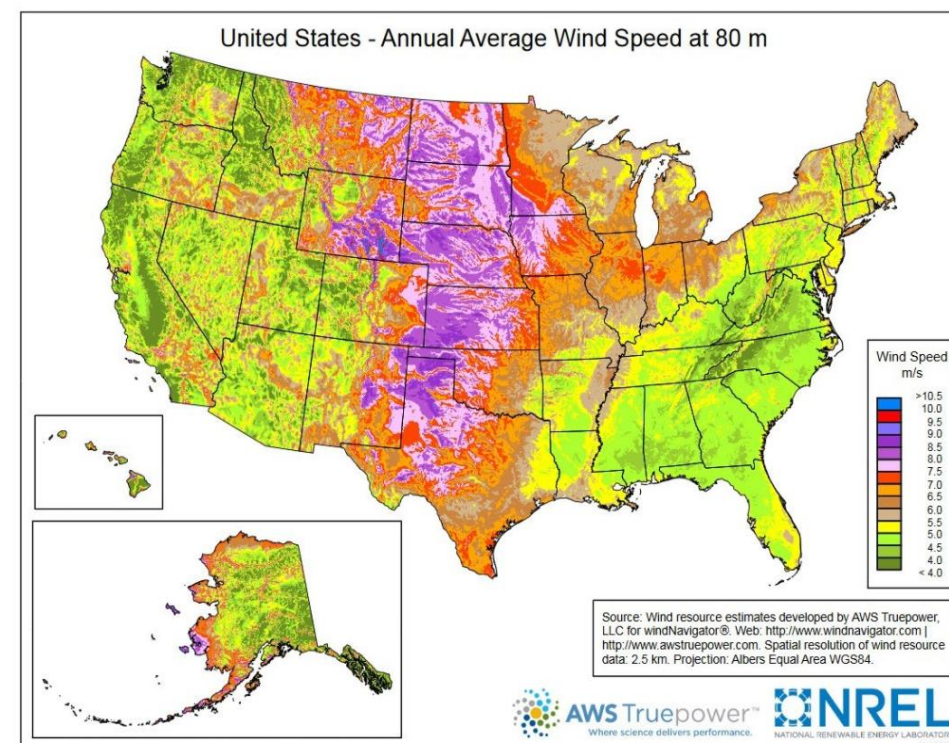 United States - Annual Average Wind Speed at 80 m
Wind Speed
m/s
>10.5
10.0
9.5
9.0
8.5
8.0
7.5
7.0
6.5
6.0
5.5
5.0
4.5
4.0
< 4.0
Source: Wind resource estimates developed by AWS Truepower,
LLC for windNavigator®. Web: http://www.windnavigator.com |
http://www.awstruepower.com. Spatial resolution of wind resource
data: 2.5 km. Projection: Albers Equal Area WGS84.
AWS Truepower™
Where science delivers performance.
NREL
NATIONAL RENEWABLE ENERGY LABORATORY